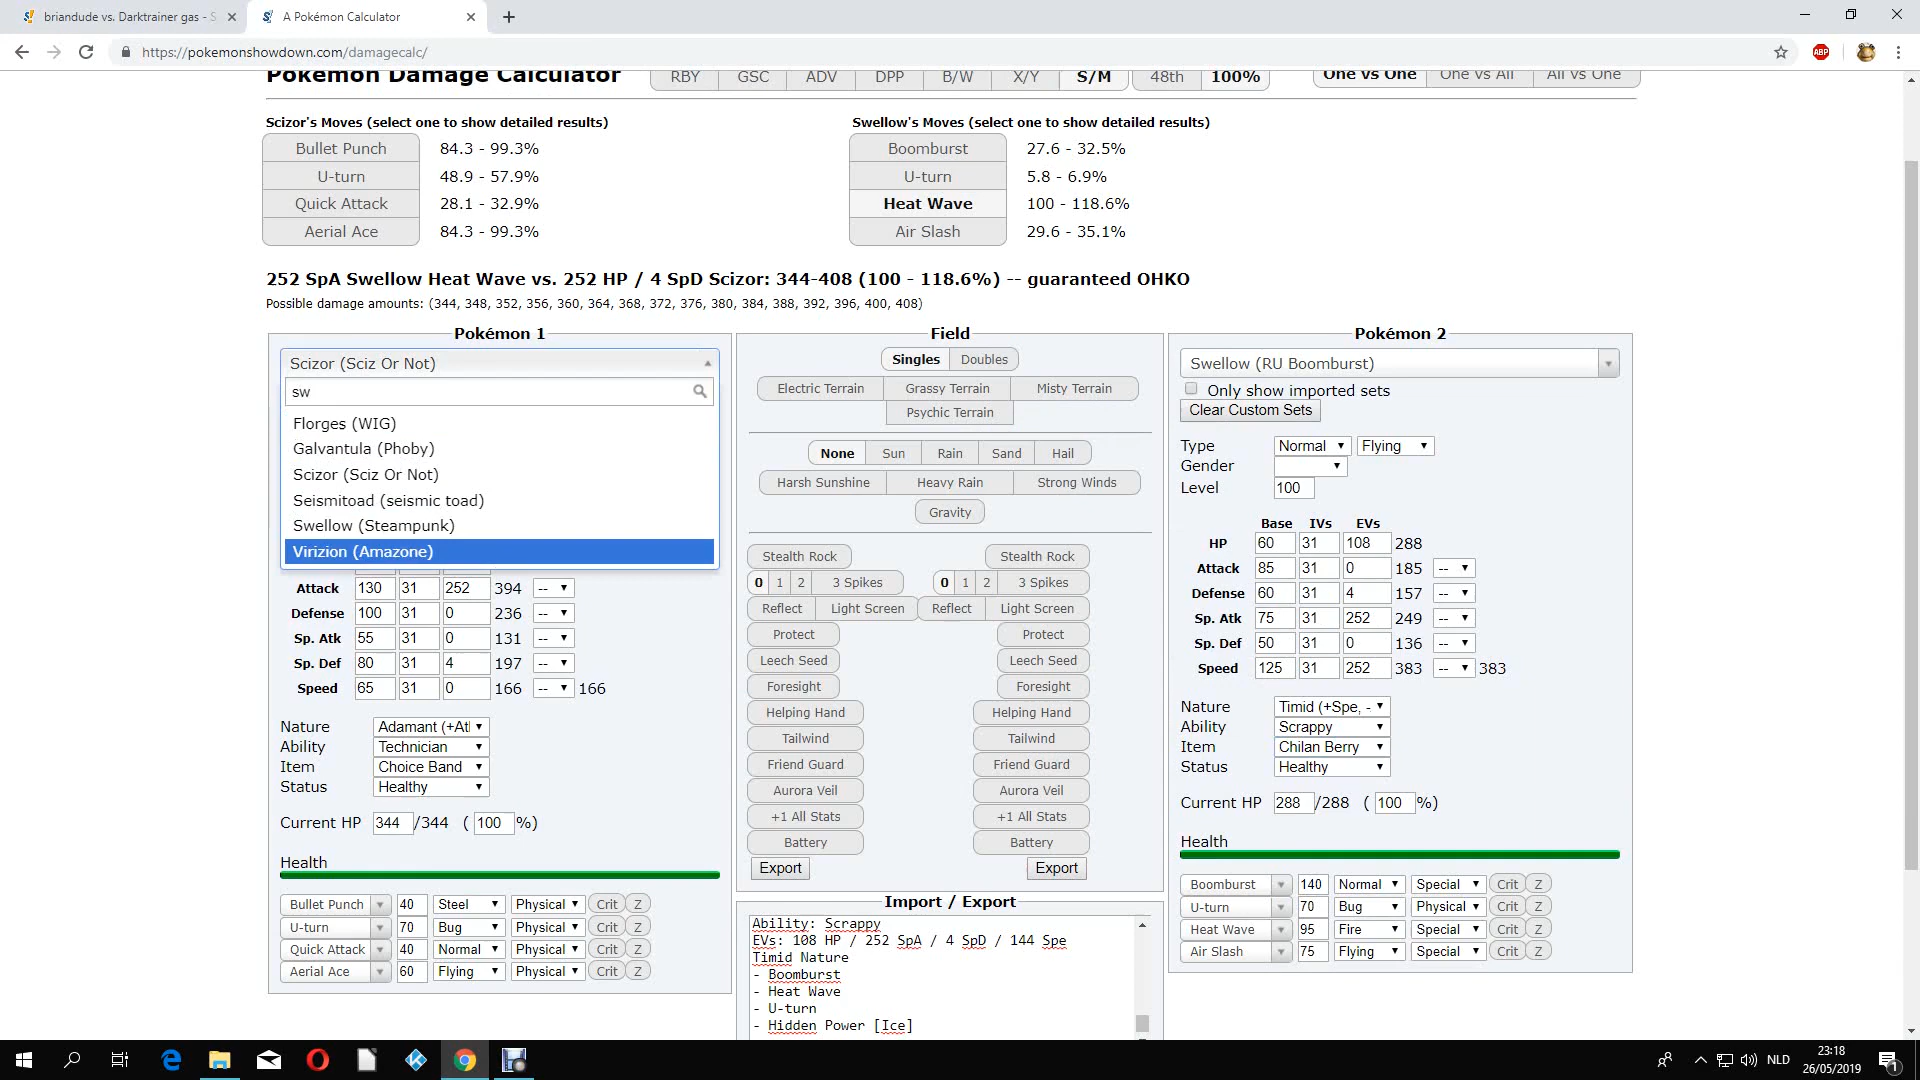 briandude vs. Darktrainer gas - S
A Pokémon Calculator
https://pokemonshowdown.com/damagecalc/
ABP
Pokémon Damage Calculator
RBY GSC ADV DPP B/W X/Y S/M 48th 100% One vs One One vs All All vs One
Scizor's Moves (select one to show detailed results)
Bullet Punch 84.3 - 99.3%
U-turn 48.9 - 57.9%
Quick Attack 28.1 - 32.9%
Aerial Ace 84.3 - 99.3%
Swellow's Moves (select one to show detailed results)
Boomburst 27.6 - 32.5%
U-turn 5.8 - 6.9%
Heat Wave 100 - 118.6%
Air Slash 29.6 - 35.1%
252 SpA Swellow Heat Wave vs. 252 HP / 4 SpD Scizor: 344-408 (100 - 118.6%) -- guaranteed OHKO
Possible damage amounts: (344, 348, 352, 356, 360, 364, 368, 372, 376, 380, 384, 388, 392, 396, 400, 408)
Pokémon 1
Scizor (Sciz Or Not)
sw
Florges (WIG)
Galvantula (Phoby)
Scizor (Sciz Or Not)
Seismitoad (seismic toad)
Swellow (Steampunk)
Virizion (Amazone)
Attack 130 31 252 394 --
Defense 100 31 0 236 --
Sp. Atk 55 31 0 131 --
Sp. Def 80 31 4 197 --
Speed 65 31 0 166 -- 166
Nature Adamant (+Atl
Ability Technician
Item Choice Band
Status Healthy
Current HP 344 /344 ( 100 %)
Health
Bullet Punch 40 Steel Physical Crit Z
U-turn 70 Bug Physical Crit Z
Quick Attack 40 Normal Physical Crit Z
Aerial Ace 60 Flying Physical Crit Z
Field
Singles Doubles
Electric Terrain Grassy Terrain Misty Terrain
Psychic Terrain
None Sun Rain Sand Hail
Harsh Sunshine Heavy Rain Strong Winds
Gravity
Stealth Rock Stealth Rock
0 1 2 3 Spikes 0 1 2 3 Spikes
Reflect Light Screen Reflect Light Screen
Protect Protect
Leech Seed Leech Seed
Foresight Foresight
Helping Hand Helping Hand
Tailwind Tailwind
Friend Guard Friend Guard
Aurora Veil Aurora Veil
+1 All Stats +1 All Stats
Battery Battery
Export Export
Import / Export
Ability: Scrappy
EVs: 108 HP / 252 SpA / 4 SpD / 144 Spe
Timid Nature
- Boomburst
- Heat Wave
- U-turn
- Hidden Power [Ice]
Pokémon 2
Swellow (RU Boomburst)
Only show imported sets
Clear Custom Sets
Type Normal Flying
Gender
Level 100
Base IVs EVs
HP 60 31 108 288
Attack 85 31 0 185 --
Defense 60 31 4 157 --
Sp. Atk 75 31 252 249 --
Sp. Def 50 31 0 136 --
Speed 125 31 252 383 -- 383
Nature Timid (+Spe, -
Ability Scrappy
Item Chilan Berry
Status Healthy
Current HP 288 /288 ( 100 %)
Health
Boomburst 140 Normal Special Crit Z
U-turn 70 Bug Physical Crit Z
Heat Wave 95 Fire Special Crit Z
Air Slash 75 Flying Special Crit Z
NLD
23:18
26/05/2019
1